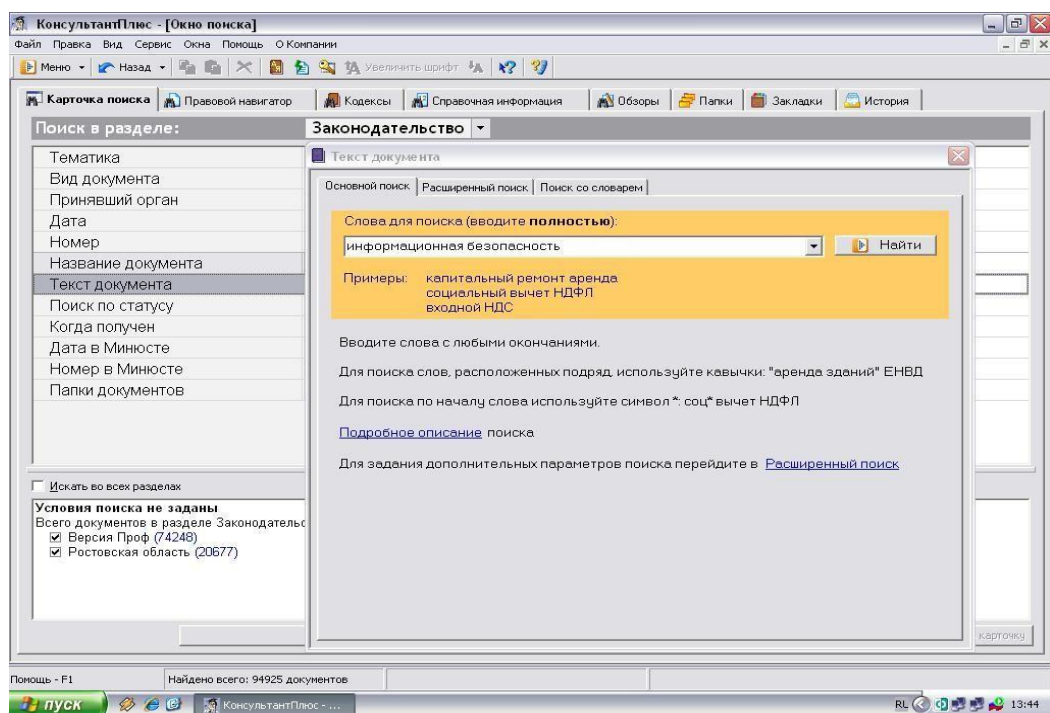 КонсультантПлюс - [Окно поиска]
Файл Правка Вид Сервис Окна Помощь О Компании
Меню Назад Увеличить шрифт
Карточка поиска Правовой навигатор Кодексы Справочная информация Обзоры Папки Закладки История
Поиск в разделе: Законодательство
Тематика
Вид документа
Принявший орган
Дата
Номер
Название документа
Текст документа
Поиск по статусу
Когда получен
Дата в Минюсте
Номер в Минюсте
Папки документов
Текст документа
Основной поиск Расширенный поиск Поиск со словарем
Слова для поиска (вводите полностью):
информационная безопасность Найти
Примеры: капитальный ремонт аренда
социальный вычет НДФЛ
входной НДС
Вводите слова с любыми окончаниями.
Для поиска слов, расположенных подряд, используйте кавычки: "аренда зданий" ЕНВД
Для поиска по началу слова используйте символ *: соц* вычет НДФЛ
Подробное описание поиска
Для задания дополнительных параметров поиска перейдите в Расширенный поиск
Искать во всех разделах
Условия поиска не заданы
Всего документов в разделе Законодательс
Версия Проф (74248)
Ростовская область (20677)
карточку
Помощь - F1 Найдено всего: 94925 документов
пуск КонсультантПлюс - ... RL 13:44